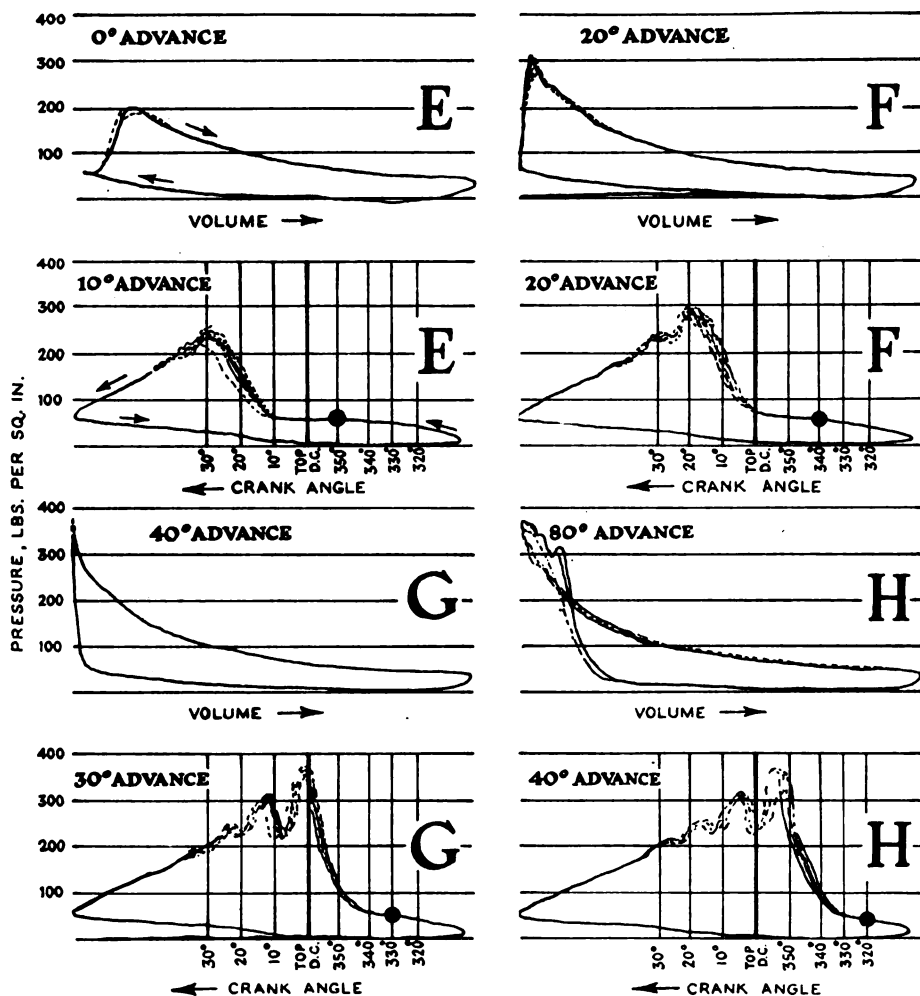 0° ADVANCE
400
300
200
100
E
VOLUME
20° ADVANCE
F
VOLUME
PRESSURE, LBS. PER SQ. IN.
10° ADVANCE
400
300
200
100
E
30° 20° 10° TOP D.C. 350 340° 330° 320°
CRANK ANGLE
20° ADVANCE
F
30° 20° 10° TOP D.C. 350° 340° 330° 320°
CRANK ANGLE
40° ADVANCE
400
300
200
100
G
VOLUME
80° ADVANCE
H
VOLUME
30° ADVANCE
400
300
200
100
G
30° 20° 10° TOP D.C. 350° 340° 330° 320°
CRANK ANGLE
40° ADVANCE
H
30° 20° 10° TOP D.C. 350° 340° 330° 320°
CRANK ANGLE